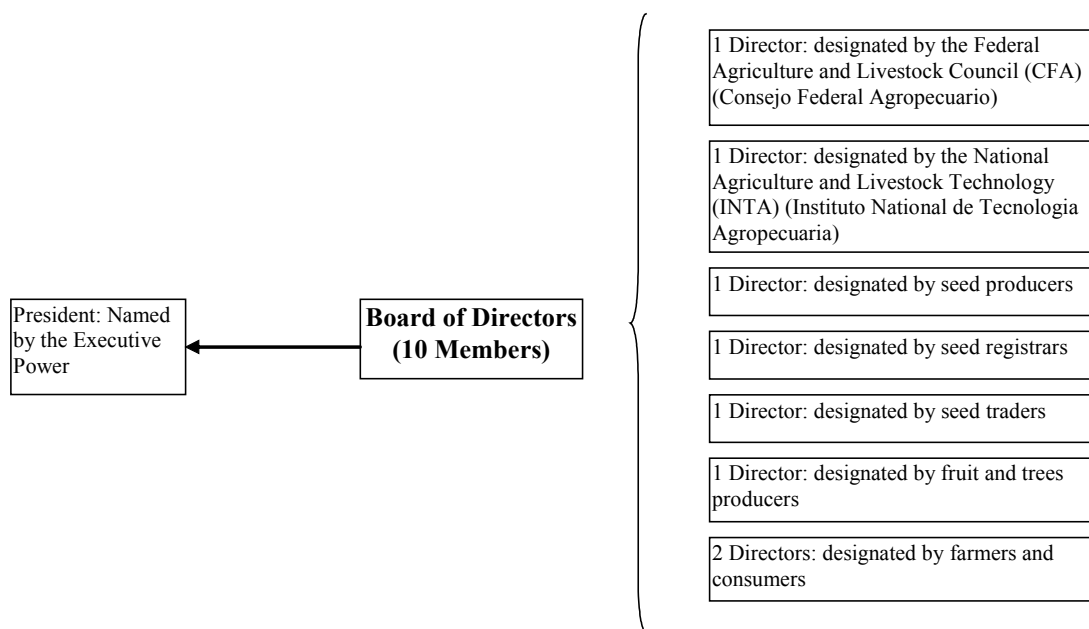 President: Named
by the Executive
Power
Board of Directors
(10 Members)
1 Director: designated by the Federal
Agriculture and Livestock Council (CFA)
(Consejo Federal Agropecuario)
1 Director: designated by the National
Agriculture and Livestock Technology
(INTA) (Instituto National de Tecnologia
Agropecuaria)
1 Director: designated by seed producers
1 Director: designated by seed registrars
1 Director: designated by seed traders
1 Director: designated by fruit and trees
producers
2 Directors: designated by farmers and
consumers